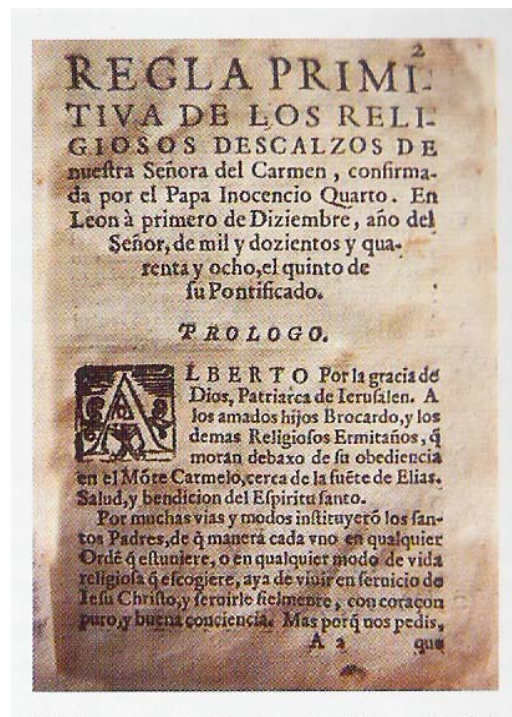 2
REGLA PRIMI-
TIVA DE LOS RELI-
GIOSOS DESCALZOS DE
nueſtra Señora del Carmen, confirma-
da por el Papa Inocencio Quarto. En
Leon à primero de Diziembre, año del
Señor, de mil y dozientos y qua-
renta y ocho, el quinto de
ſu Pontificado.
PROLOGO.
ALBERTO Por la gracia de
Dios, Patriarca de Ieruſalen. A
los amados hijos Brocardo, y los
demas Religioſos Ermitaños, q̃
moran debaxo de ſu obediencia
en el Mõte Carmelo, cerca de la fuẽte de Elias.
Salud, y bendicion del Eſpiritu ſanto.
Por muchas vias y modos inſtituyerõ los ſan-
tos Padres, de q̃ manera cada vno en qualquier
Ordẽ q̃ eſtuuiere, o en qualquier modo de vida
religioſa q̃ eſcogiere, aya de viuir en ſeruicio de
Ieſu Chriſto, y ſeruirle fielmente, con coraçon
puro, y buena conciencia. Mas porq̃ nos pedis,
A 2 que